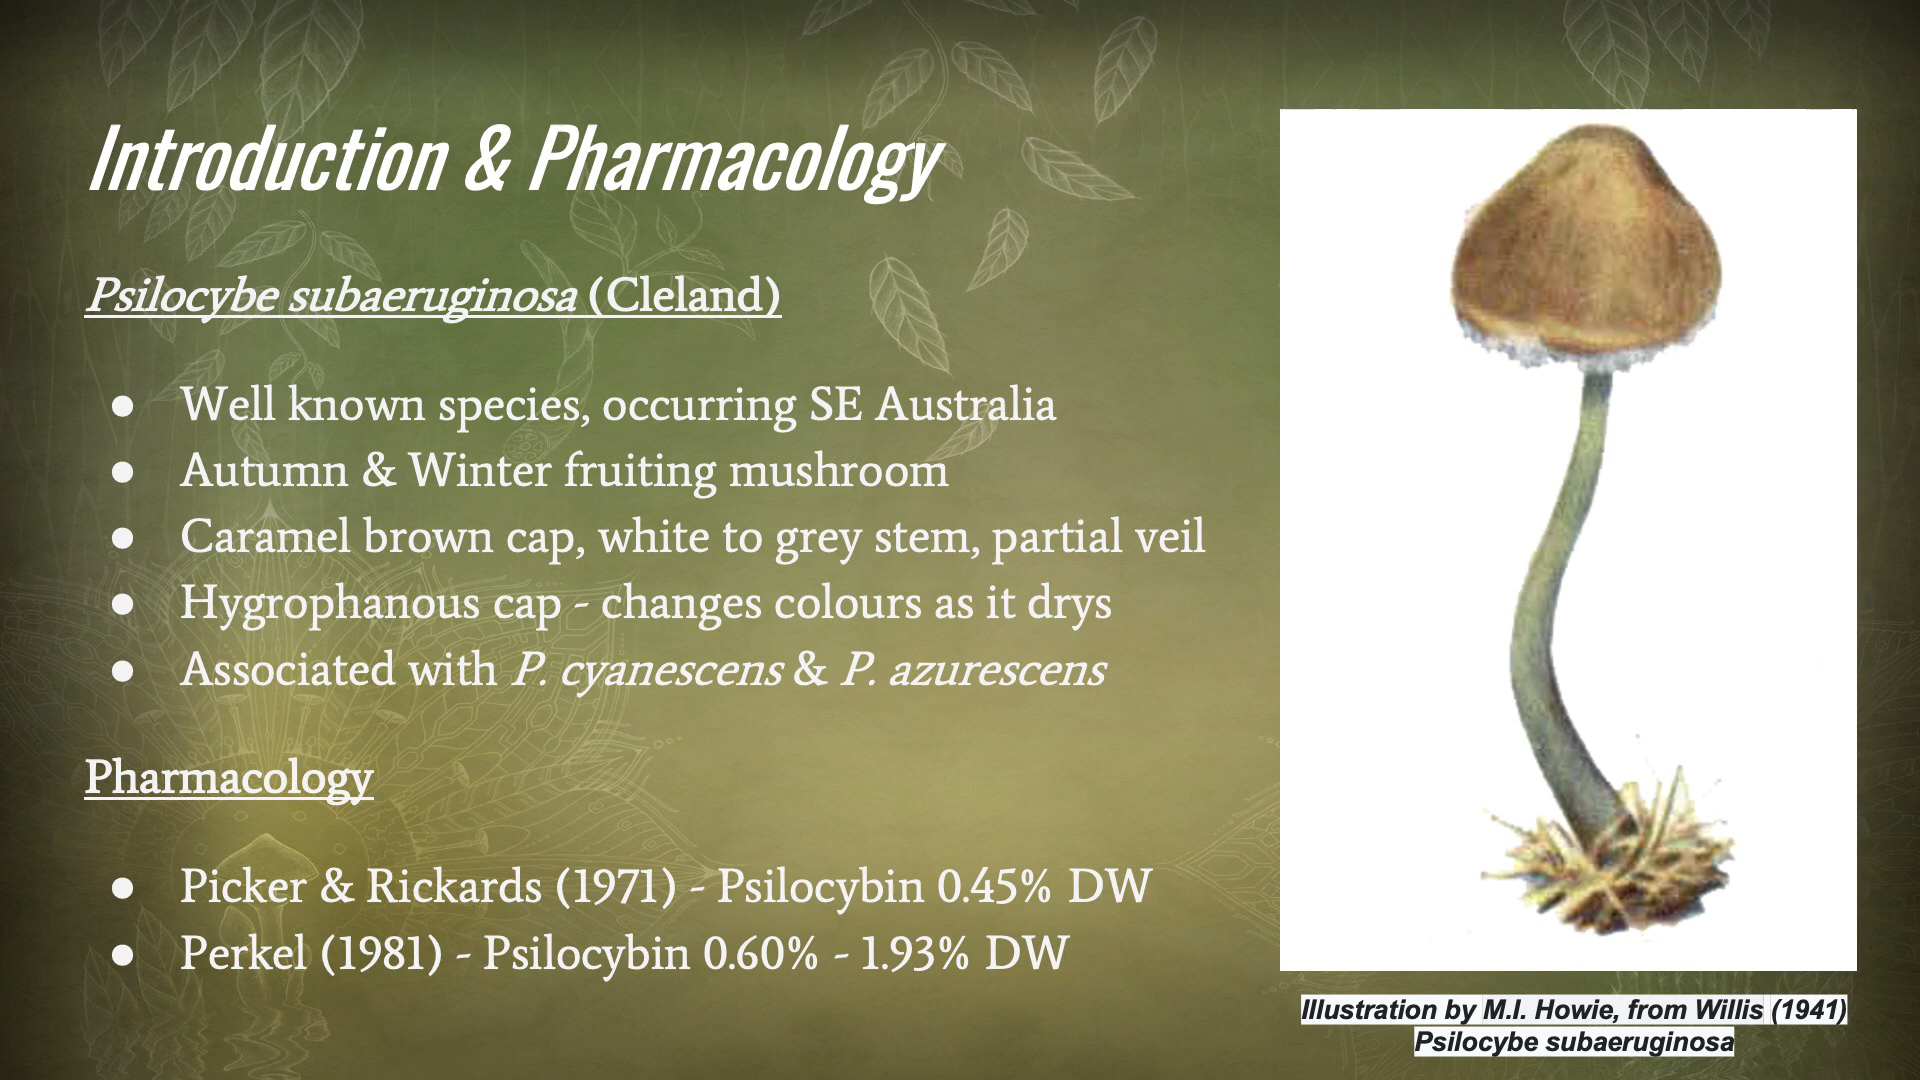 Introduction & Pharmacology
Psilocybe subaeruginosa (Cleland)
● Well known species, occurring SE Australia
● Autumn & Winter fruiting mushroom
● Caramel brown cap, white to grey stem, partial veil
● Hygrophanous cap - changes colours as it drys
● Associated with P. cyanescens & P. azurescens
Pharmacology
● Picker & Rickards (1971) - Psilocybin 0.45% DW
● Perkel (1981) - Psilocybin 0.60% - 1.93% DW
Illustration by M.I. Howie, from Willis (1941)
Psilocybe subaeruginosa